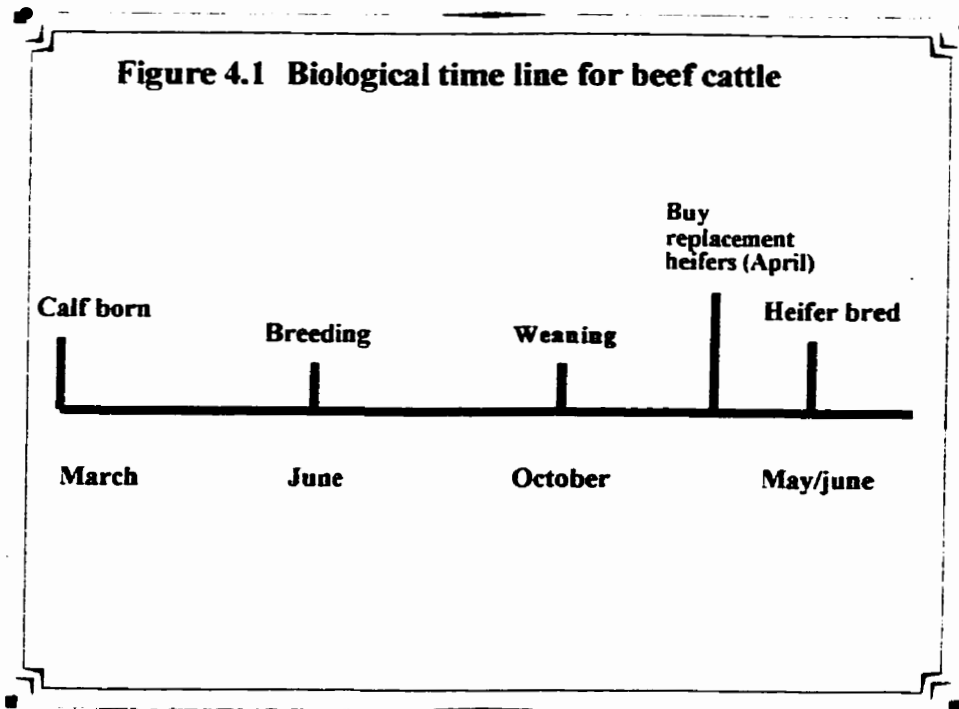 Figure 4.1 Biological time line for beef cattle
Buy
replacement
heifers (April)
Calf born
Heifer bred
Breeding
Weaning
March
June
October
May/june